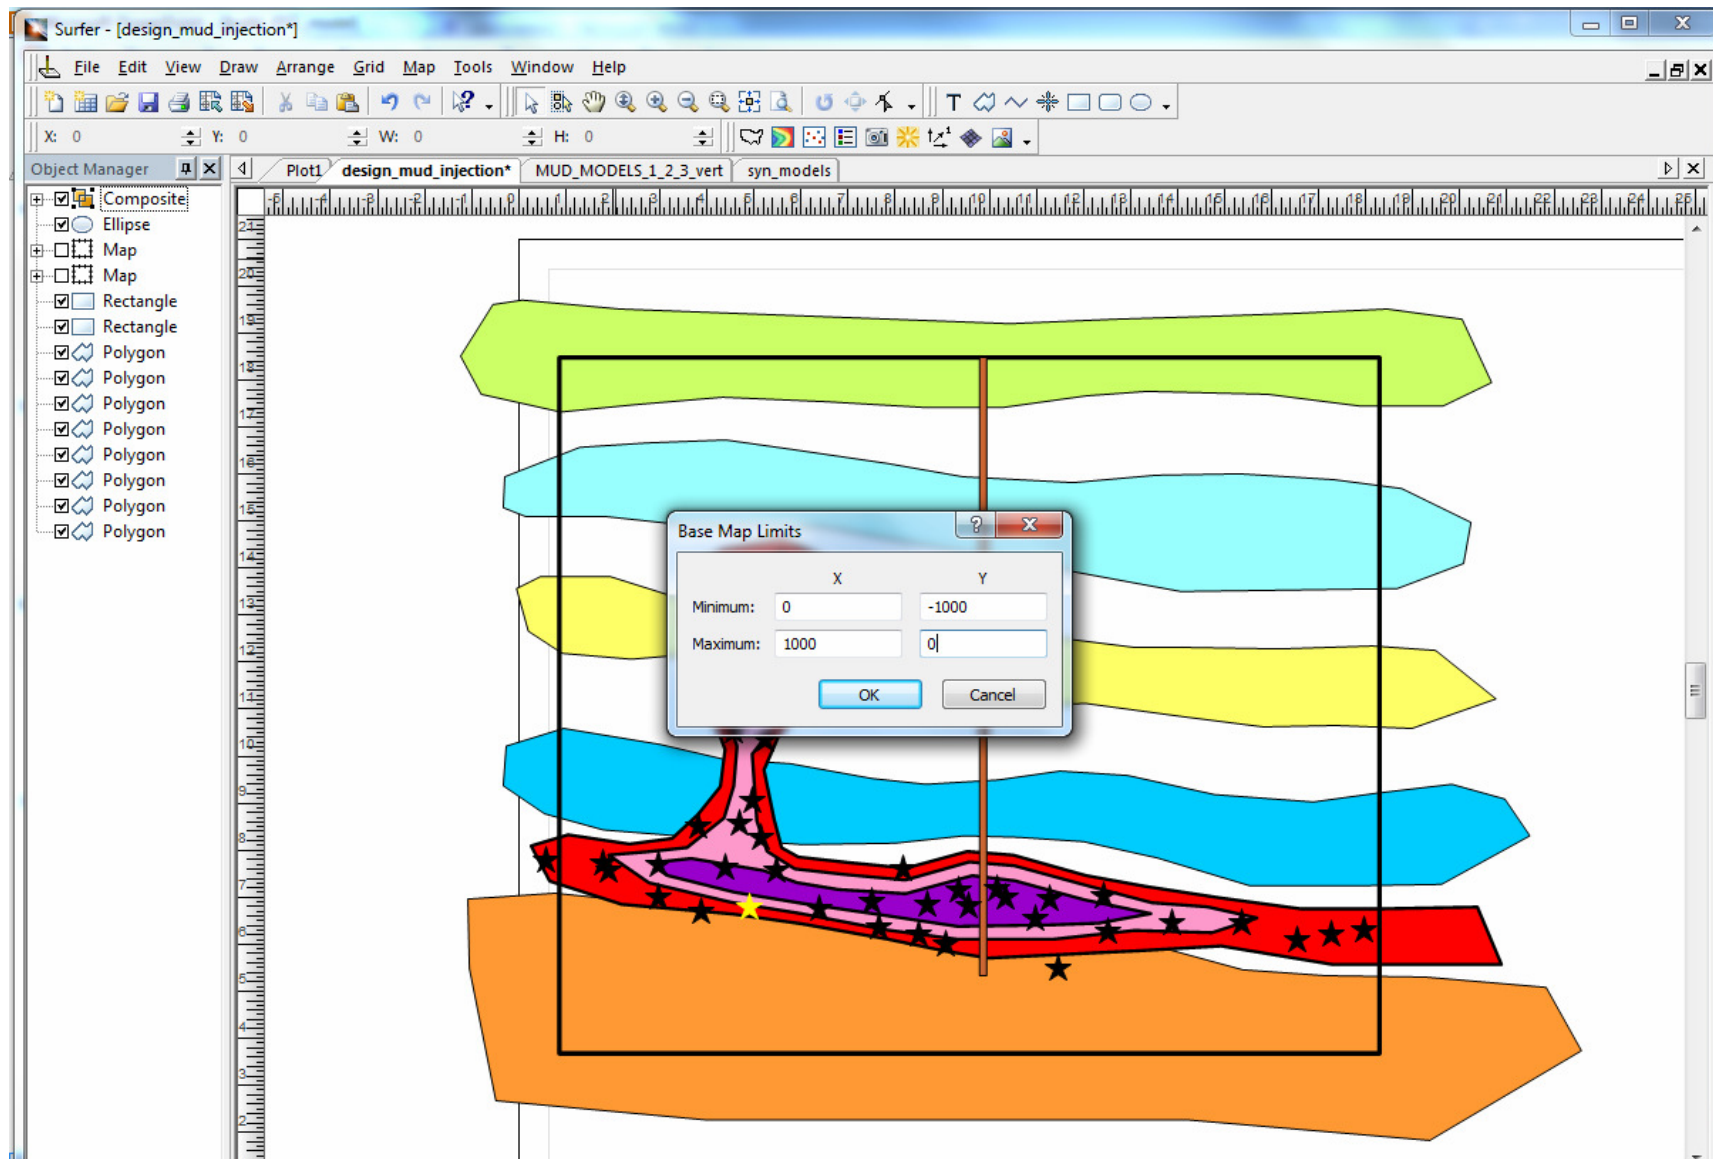 Surfer - [design_mud_injection*]
File Edit View Draw Arrange Grid Map Tools Window Help
X: 0 Y: 0 W: 0 H: 0
Object Manager
Plot1 design_mud_injection* MUD_MODELS_1_2_3_vert syn_models
Composite
Ellipse
Map
Map
Rectangle
Rectangle
Polygon
Polygon
Polygon
Polygon
Polygon
Polygon
Polygon
Polygon
Base Map Limits
X Y
Minimum: 0 -1000
Maximum: 1000 0
OK Cancel